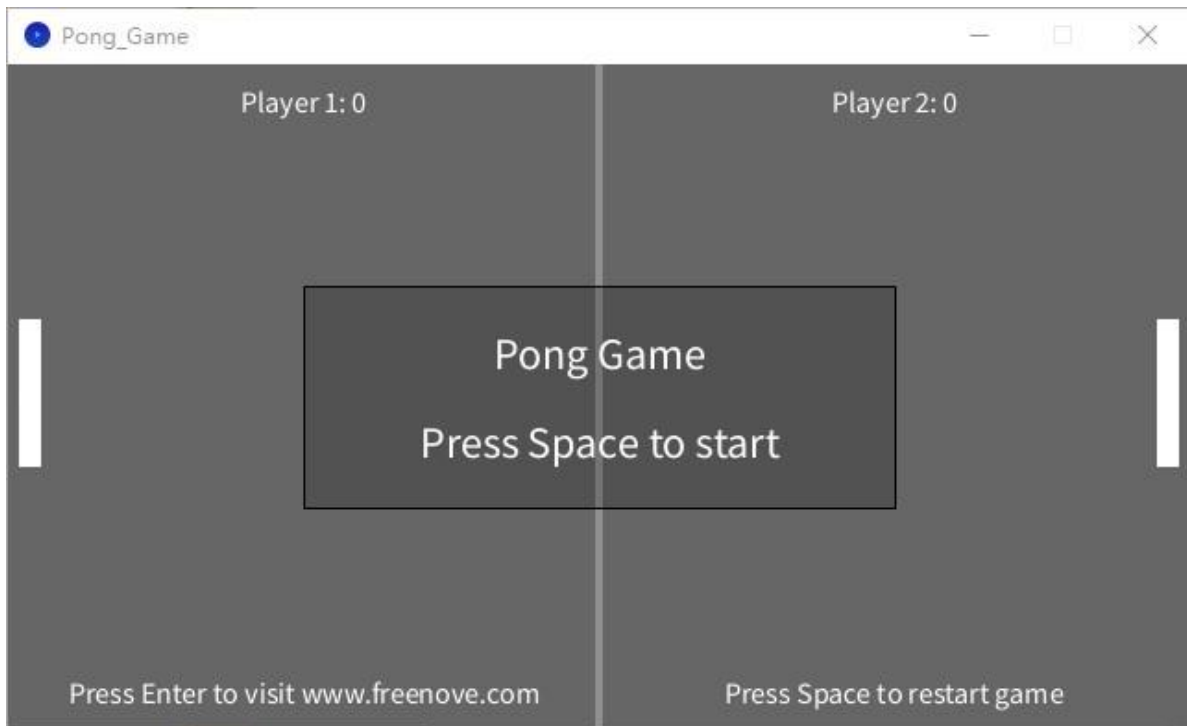 Pong_Game
Player 1: 0
Player 2: 0
Pong Game
Press Space to start
Press Enter to visit www.freenove.com
Press Space to restart game